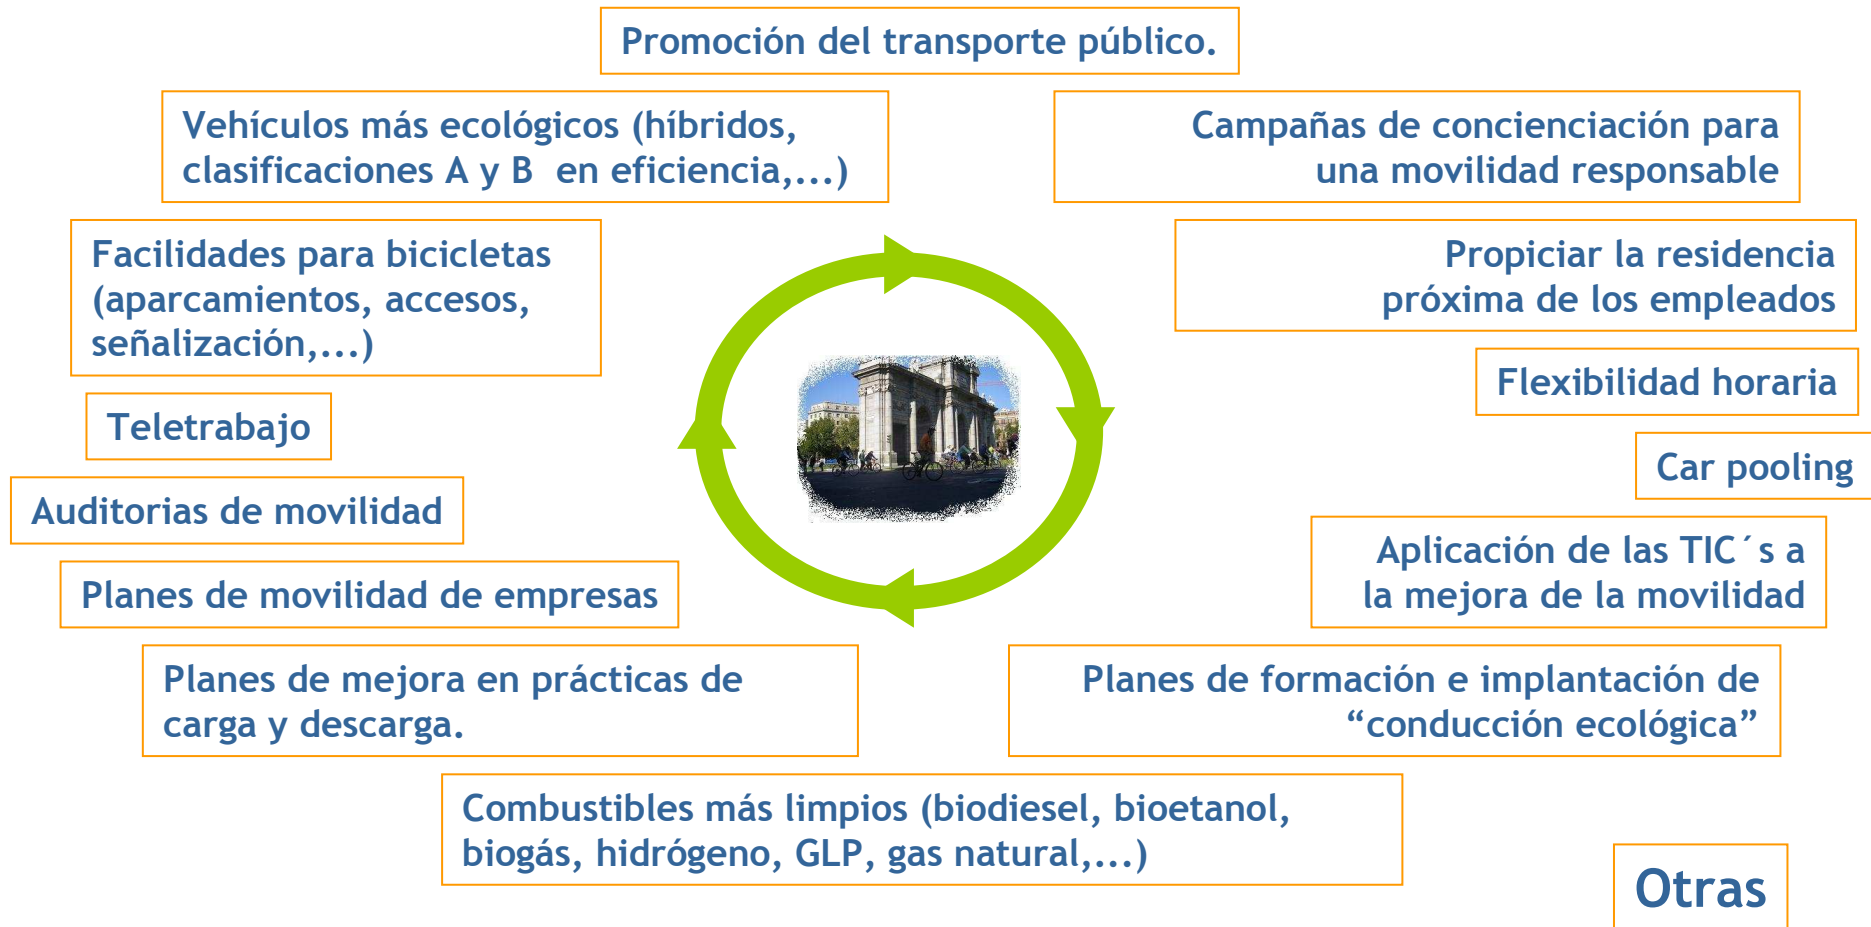 Promoción del transporte público.
Vehículos más ecológicos (híbridos,
clasificaciones A y B en eficiencia,...)
Campañas de concienciación para
una movilidad responsable
Facilidades para bicicletas
(aparcamientos, accesos,
señalización,...)
Propiciar la residencia
próxima de los empleados
Flexibilidad horaria
Teletrabajo
Car pooling
Auditorias de movilidad
Aplicación de las TIC´s a
la mejora de la movilidad
Planes de movilidad de empresas
Planes de mejora en prácticas de
carga y descarga.
Planes de formación e implantación de
“conducción ecológica”
Combustibles más limpios (biodiesel, bioetanol,
biogás, hidrógeno, GLP, gas natural,...)
Otras